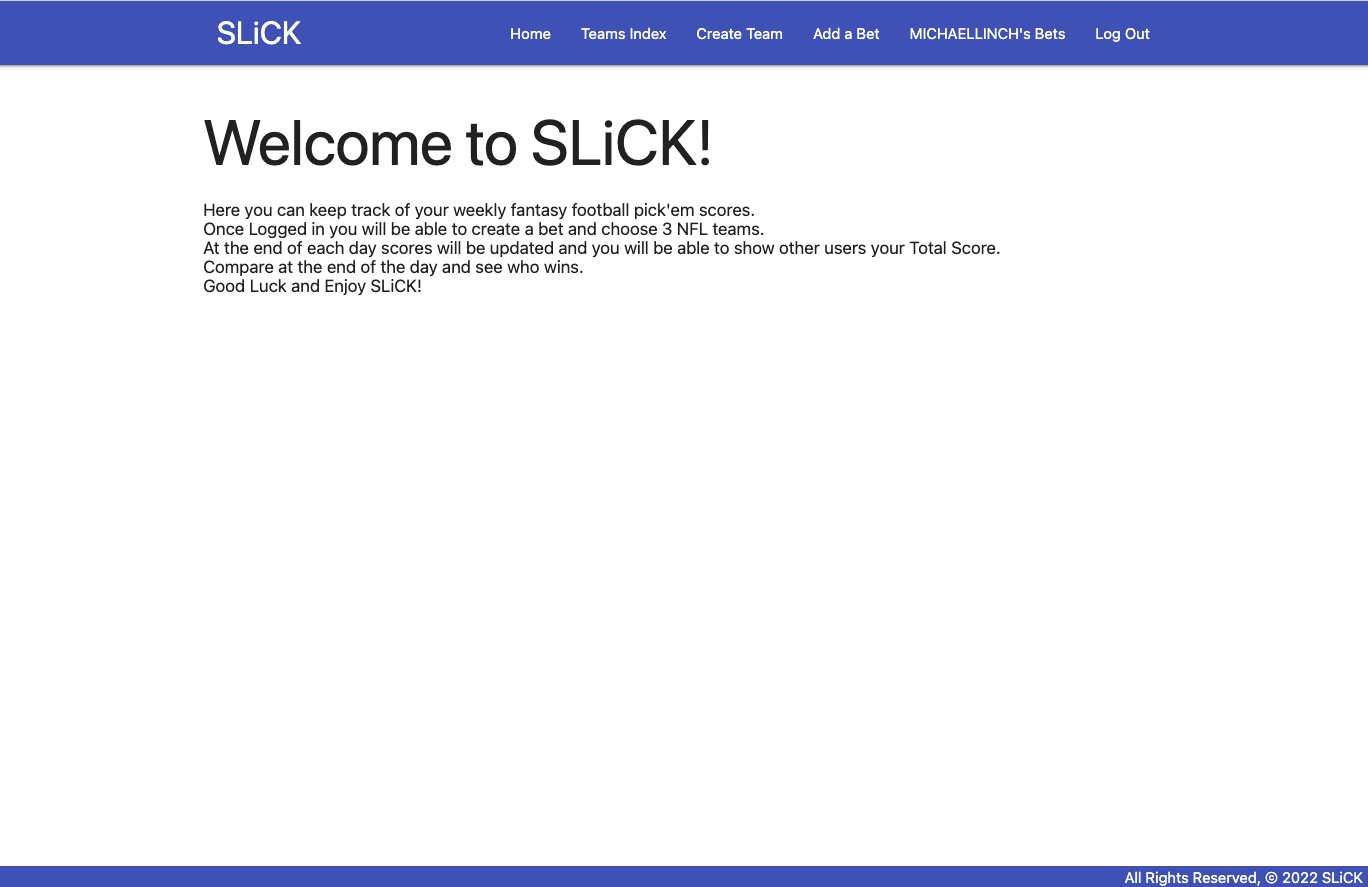 SLiCK
Home Teams Index Create Team Add a Bet MICHAELLINCH's Bets Log Out
Welcome to SLiCK!
Here you can keep track of your weekly fantasy football pick'em scores.
Once Logged in you will be able to create a bet and choose 3 NFL teams.
At the end of each day scores will be updated and you will be able to show other users your Total Score.
Compare at the end of the day and see who wins.
Good Luck and Enjoy SLiCK!
All Rights Reserved, © 2022 SLiCK